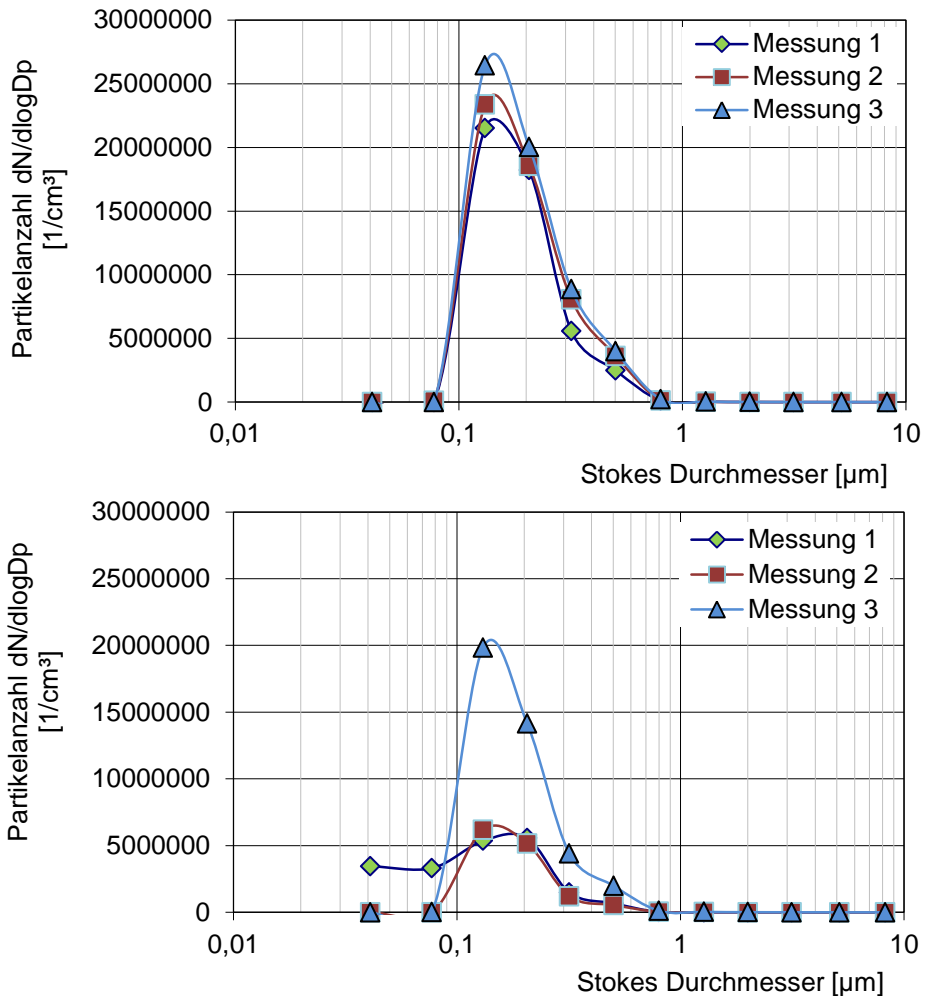 30000000
25000000
20000000
15000000
10000000
5000000
0
Partikelanzahl dN/dlogDp
[1/cm³]
Messung 1
Messung 2
Messung 3
0,01
0,1
1
10
Stokes Durchmesser [µm]
30000000
25000000
20000000
15000000
10000000
5000000
0
Partikelanzahl dN/dlogDp
[1/cm³]
Messung 1
Messung 2
Messung 3
0,01
0,1
1
10
Stokes Durchmesser [µm]